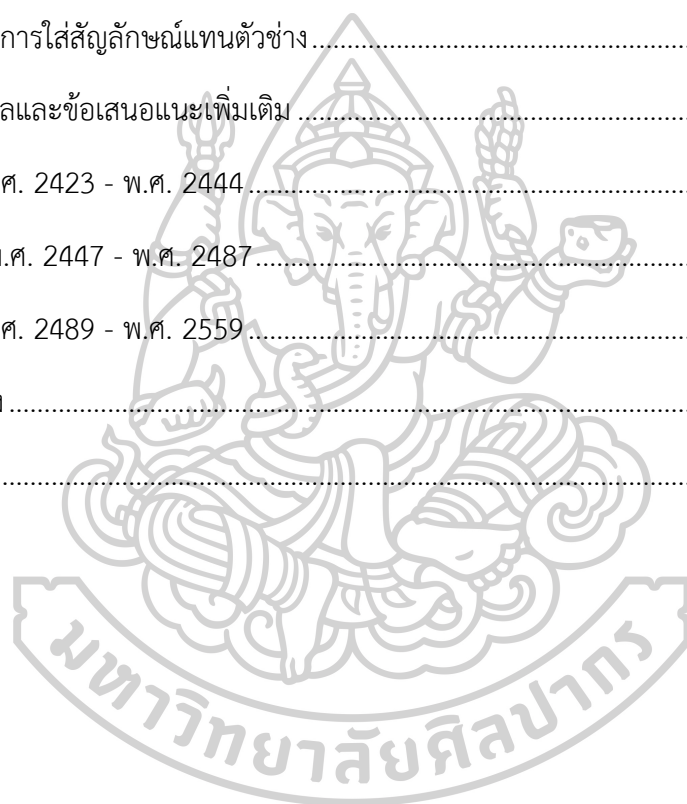 การใส่สัญลักษณ์แทนตัวช่าง
ลและข้อเสนอแนะเพิ่มเติม
ศ. 2423 - พ.ศ. 2444
.ศ. 2447 - พ.ศ. 2487
ศ. 2489 - พ.ศ. 2559
มหาวิทยาลัยศิลปากร